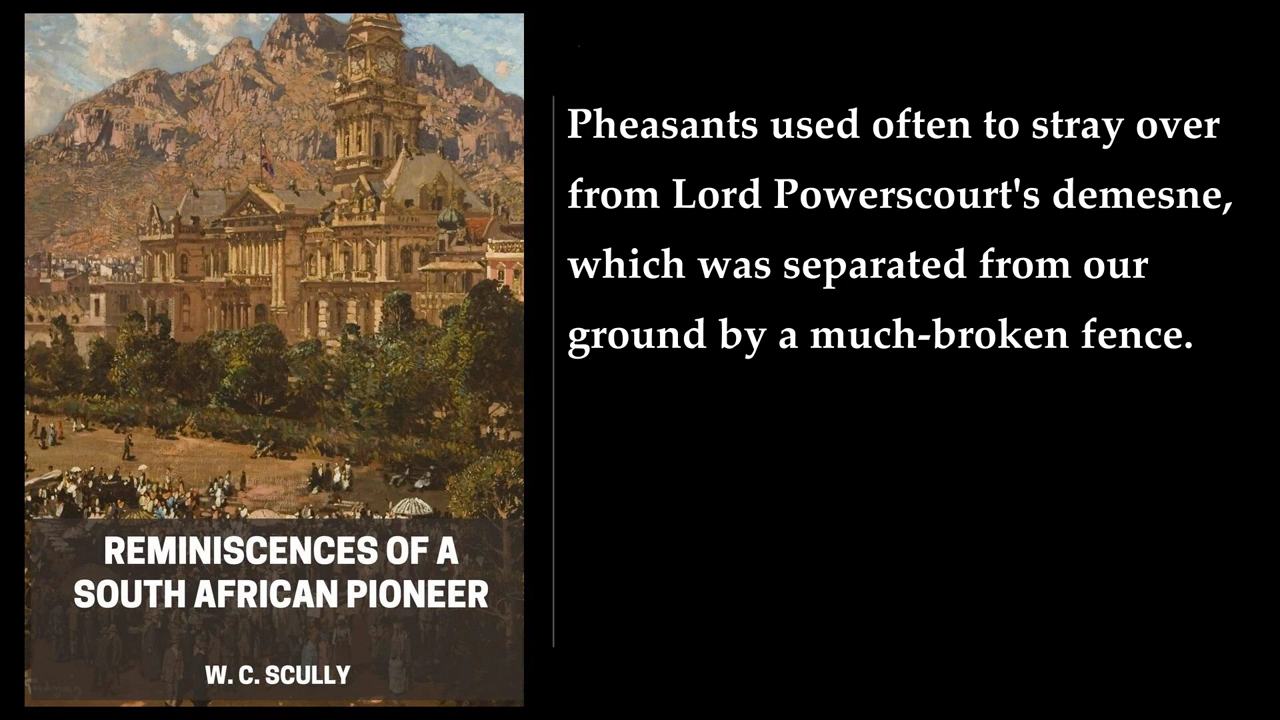 Pheasants used often to stray over
from Lord Powerscourt's demesne,
which was separated from our
ground by a much-broken fence.
REMINISCENCES OF A
SOUTH AFRICAN PIONEER
W. C. SCULLY